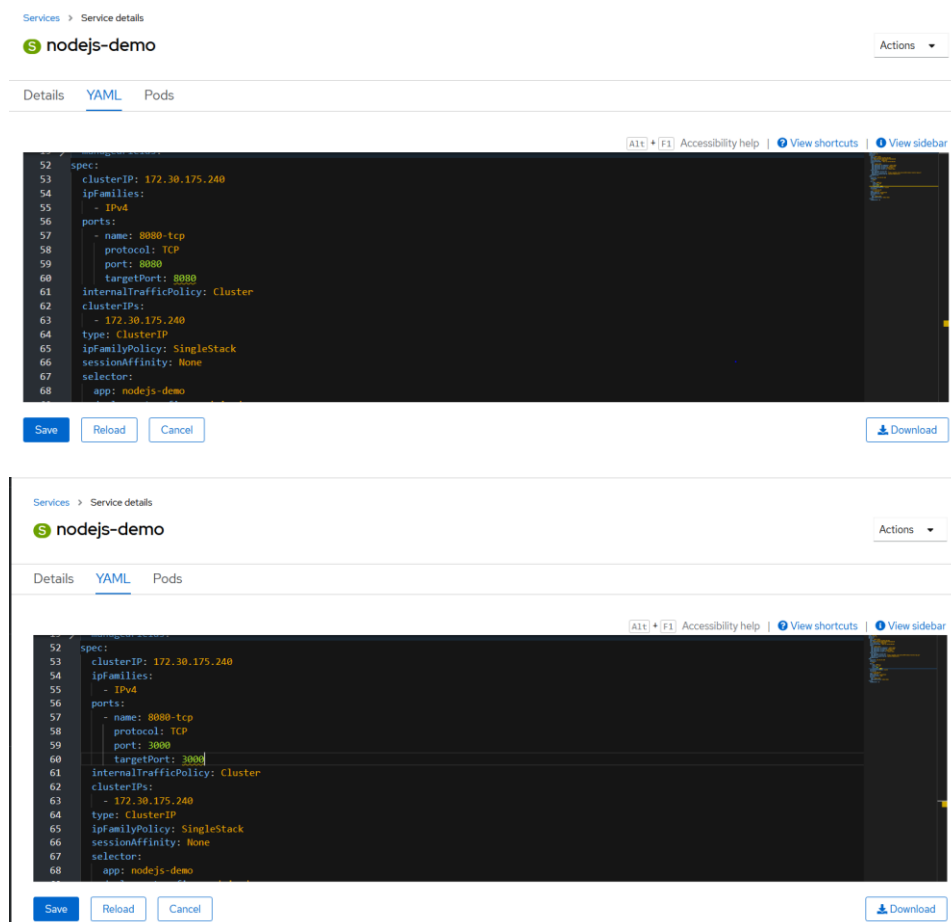 Services > Service details
S nodejs-demo
Actions
Details YAML Pods
Alt + F1 Accessibility help | View shortcuts | View sidebar
52 spec:
53 clusterIP: 172.30.175.240
54 ipFamilies:
55 - IPv4
56 ports:
57 - name: 8080-tcp
58 protocol: TCP
59 port: 8080
60 targetPort: 8080
61 internalTrafficPolicy: Cluster
62 clusterIPs:
63 - 172.30.175.240
64 type: ClusterIP
65 ipFamilyPolicy: SingleStack
66 sessionAffinity: None
67 selector:
68 app: nodejs-demo
Save Reload Cancel Download
Services > Service details
S nodejs-demo
Actions
Details YAML Pods
Alt + F1 Accessibility help | View shortcuts | View sidebar
52 spec:
53 clusterIP: 172.30.175.240
54 ipFamilies:
55 - IPv4
56 ports:
57 - name: 8080-tcp
58 protocol: TCP
59 port: 3000
60 targetPort: 3000
61 internalTrafficPolicy: Cluster
62 clusterIPs:
63 - 172.30.175.240
64 type: ClusterIP
65 ipFamilyPolicy: SingleStack
66 sessionAffinity: None
67 selector:
68 app: nodejs-demo
Save Reload Cancel Download